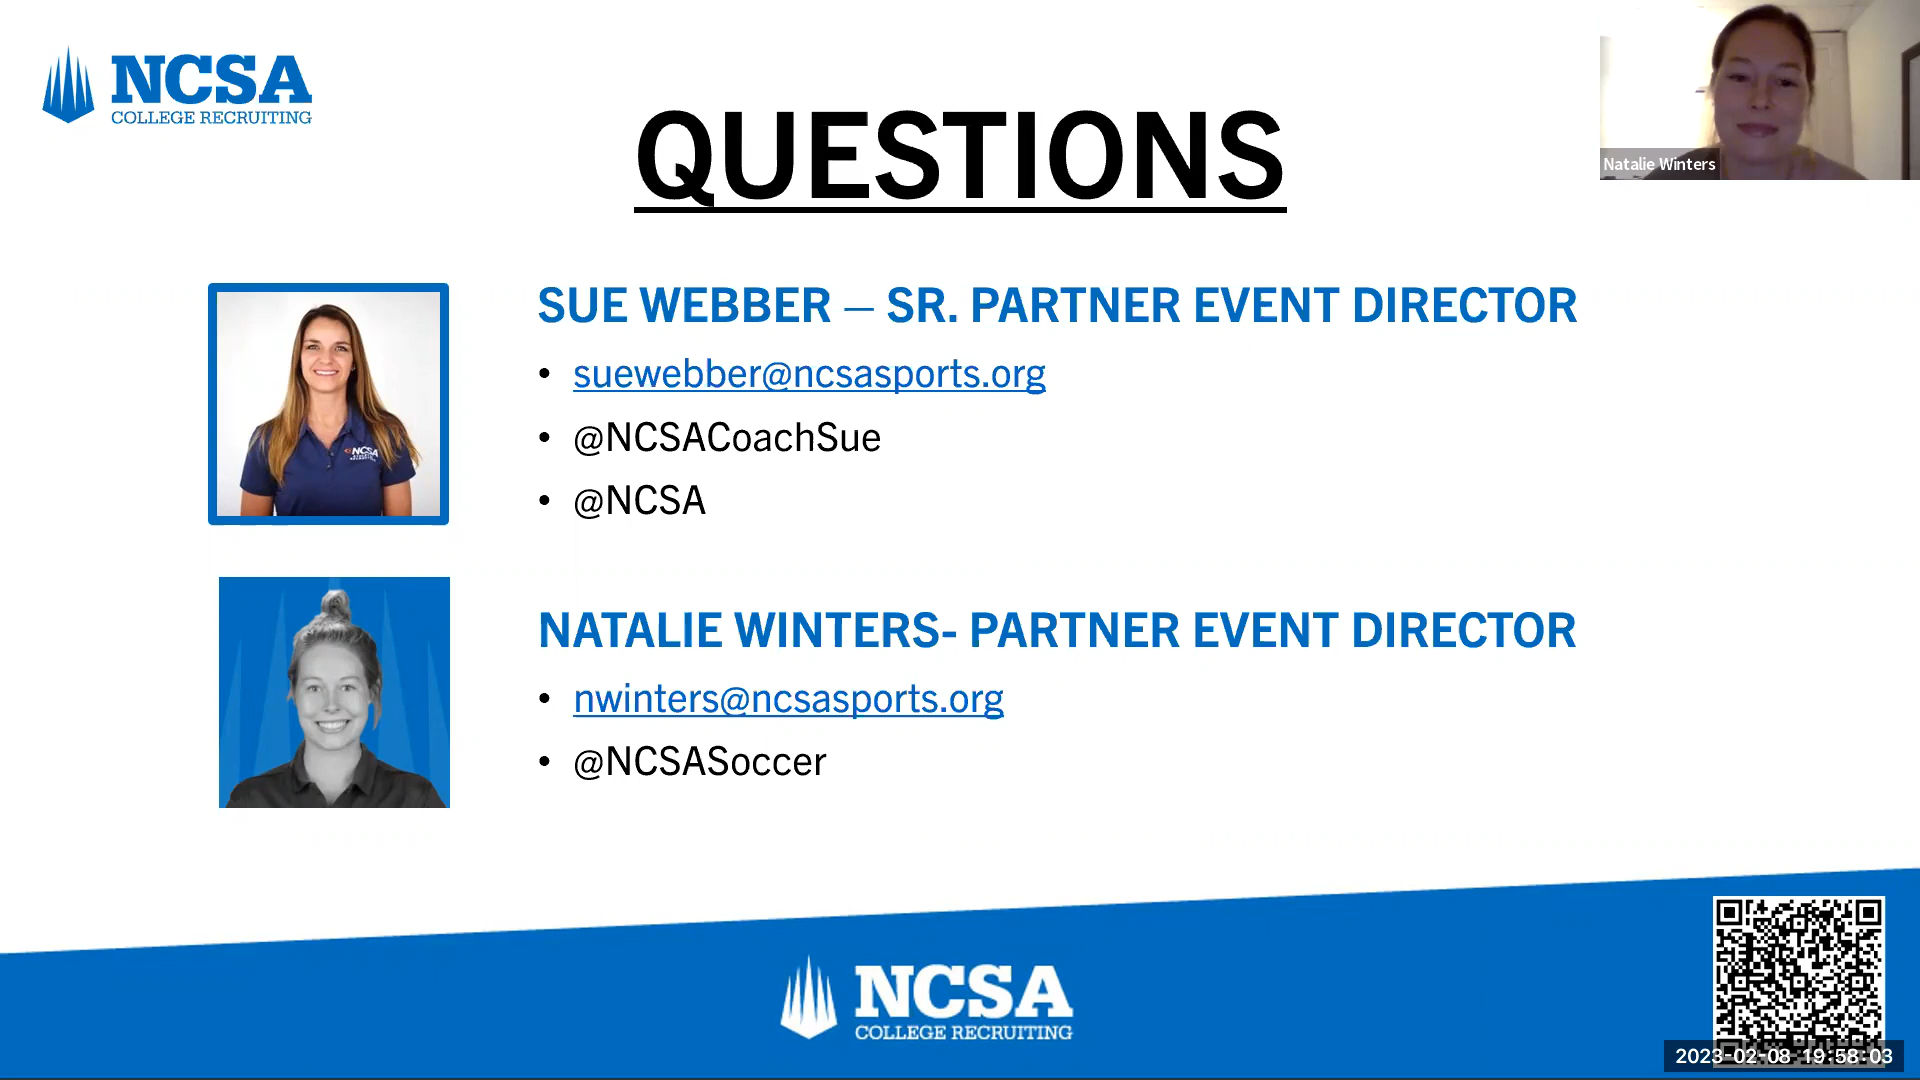 NCSA
COLLEGE RECRUITING
QUESTIONS
Natalie Winters
SUE WEBBER – SR. PARTNER EVENT DIRECTOR
• suewebber@ncsasports.org
• @NCSACoachSue
• @NCSA
NCSA
NATALIE WINTERS- PARTNER EVENT DIRECTOR
• nwinters@ncsasports.org
• @NCSASoccer
NCSA
COLLEGE RECRUITING
2023-02-08 19:58:03